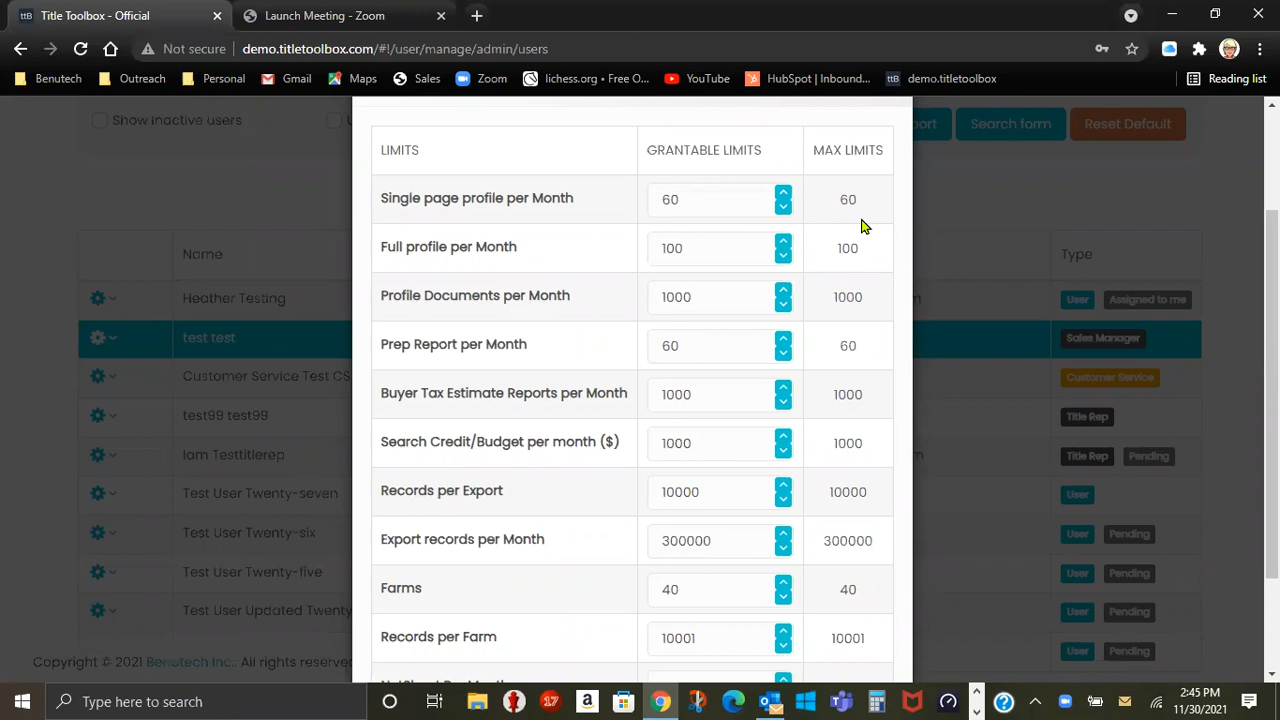 Title Toolbox - Official
Launch Meeting - Zoom
Not secure demo.titletoolbox.com/#!/user/manage/admin/users
Benutech Outreach Personal Gmail Maps Sales Zoom lichess.org • Free O... YouTube HubSpot | Inbound... ttB demo.titletoolbox Reading list
Show inactive users
port Search form Reset Default
LIMITS GRANTABLE LIMITS MAX LIMITS
Single page profile per Month 60 60
Full profile per Month 100 100
Name Type
Profile Documents per Month 1000 1000
Heather Testing User Assigned to me
Prep Report per Month 60 60
test test Sales Manager
Customer Service Test CS Customer Service
Buyer Tax Estimate Reports per Month 1000 1000
test99 test99 Title Rep
Search Credit/Budget per month ($) 1000 1000
Iam Testtitlerep Title Rep Pending
Records per Export 10000 10000
Test User Twenty-seven User
Test User Twenty-six User Pending
Export records per Month 300000 300000
Test User Twenty-five User Pending
Farms 40 40
Test User Updated Twenty User Pending
Records per Farm 10001 10001
User Pending
Copyright © 2021 Benutech Inc.. All rights reserved
Type here to search
17
2:45 PM
11/30/2021